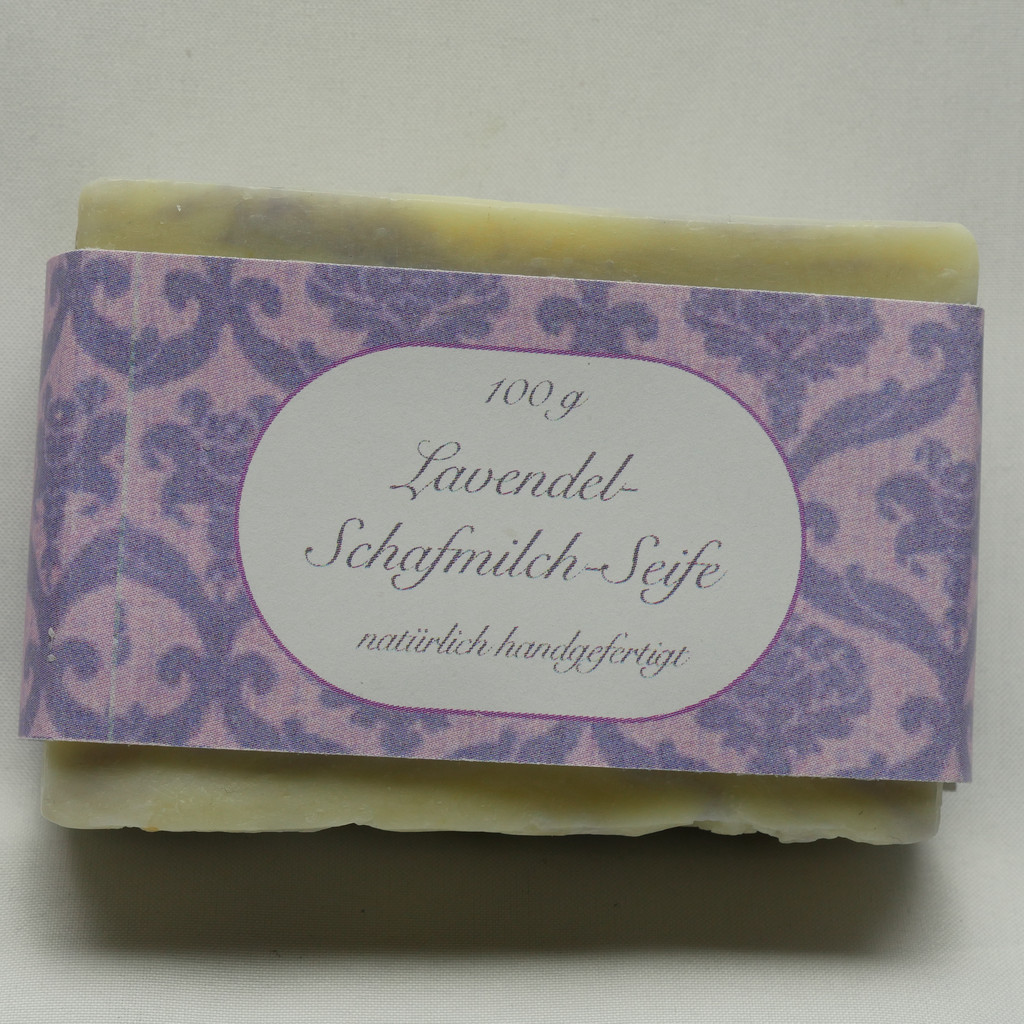 100 g
Lavendel-
Schafmilch-Seife
natürlich handgefertigt